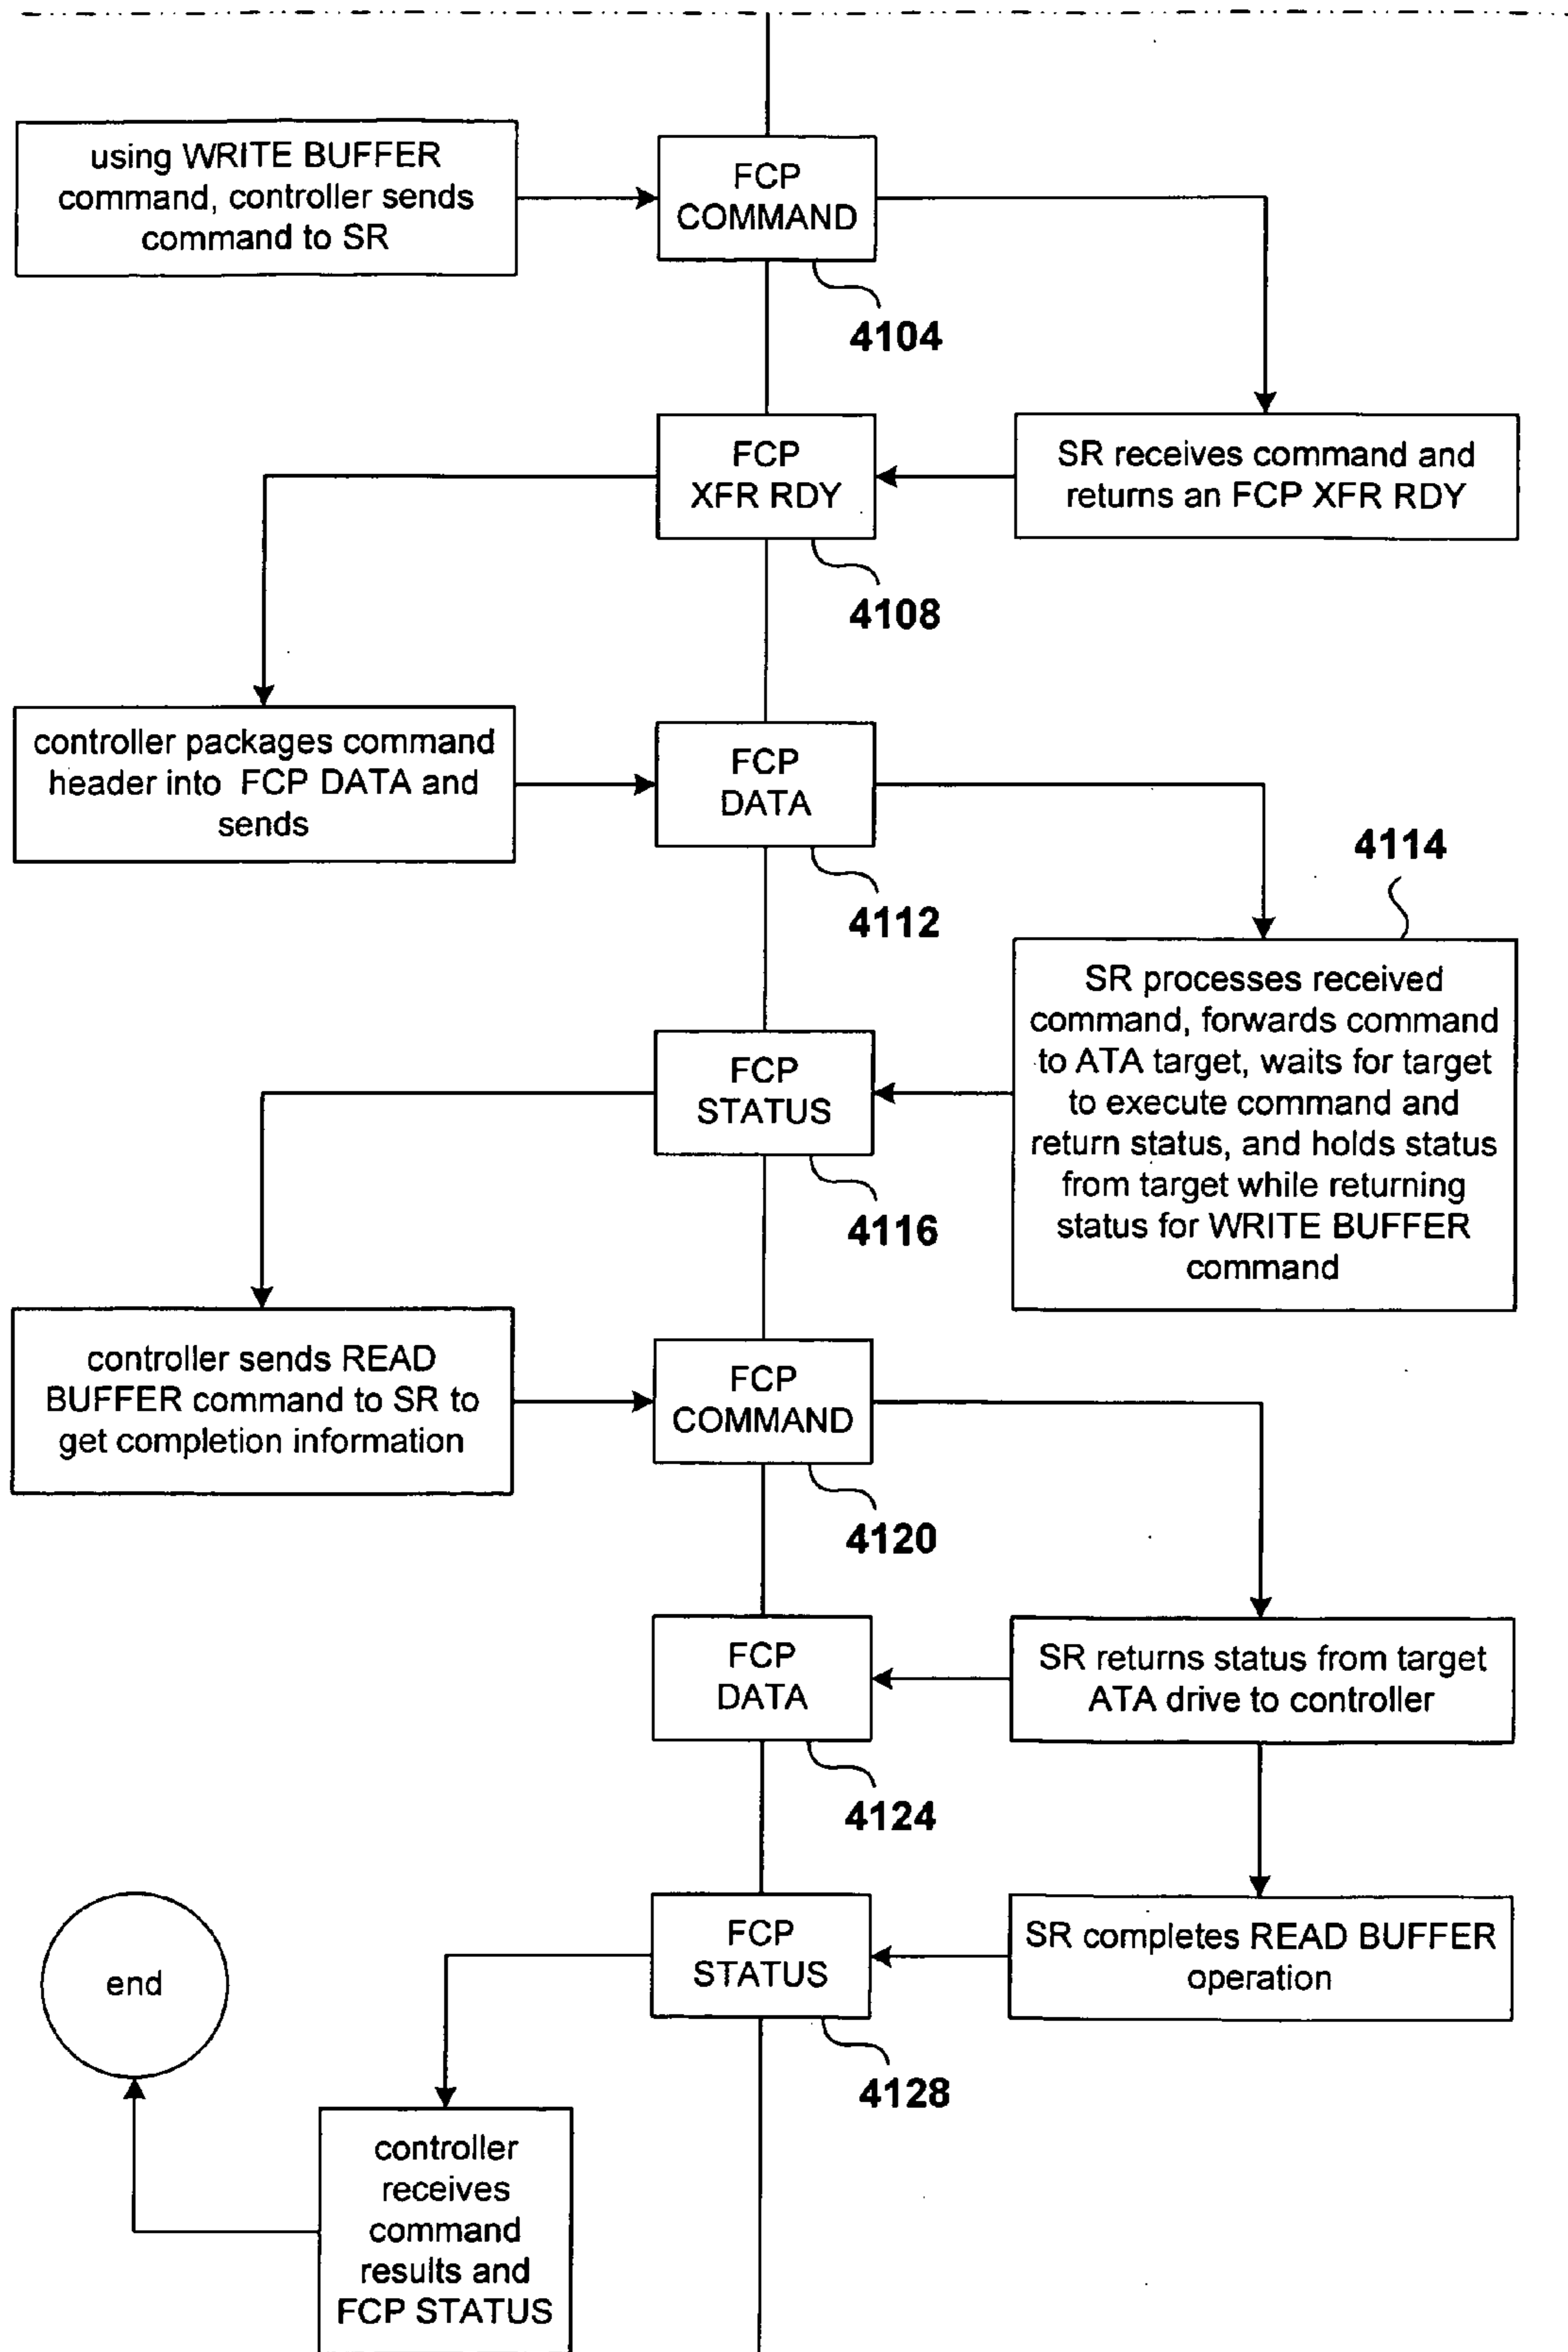 using WRITE BUFFER
command, controller sends
command to SR
FCP
COMMAND
4104
FCP
XFR RDY
4108
SR receives command and
returns an FCP XFR RDY
controller packages command
header into FCP DATA and
sends
FCP
DATA
4112
4114
SR processes received
command, forwards command
to ATA target, waits for target
to execute command and
return status, and holds status
from target while returning
status for WRITE BUFFER
command
FCP
STATUS
4116
controller sends READ
BUFFER command to SR to
get completion information
FCP
COMMAND
4120
FCP
DATA
4124
SR returns status from target
ATA drive to controller
FCP
STATUS
4128
SR completes READ BUFFER
operation
end
controller
receives
command
results and
FCP STATUS